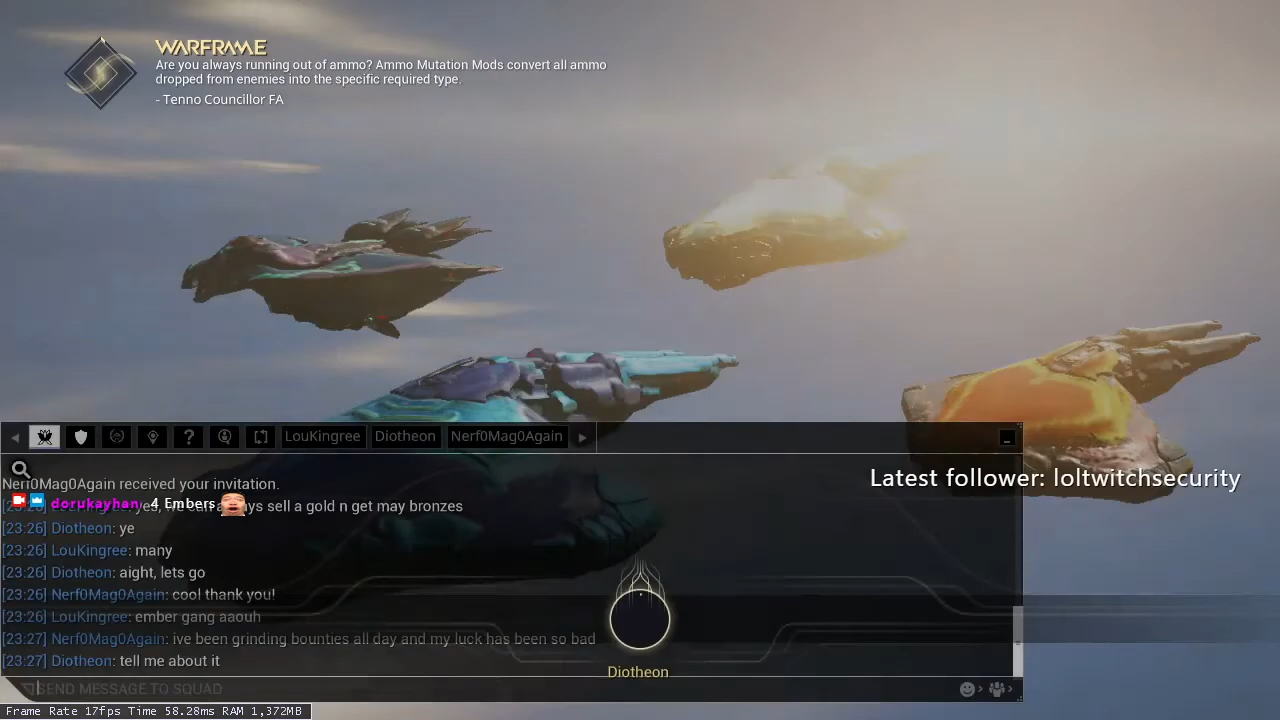 WARFRAME
Are you always running out of ammo? Ammo Mutation Mods convert all ammo
dropped from enemies into the specific required type.
- Tenno Councillor FA
LouKingree
Diotheon
Nerf0Mag0Again
Latest follower: loltwitchsecurity
Nerf0Mag0Again received your invitation.
dorukayhan 4 Embers
sell a gold n get may bronzes
[23:26] Diotheon: ye
[23:26] LouKingree: many
[23:26] Diotheon: aight, lets go
[23:26] Nerf0Mag0Again: cool thank you!
[23:26] LouKingree: ember gang aaouh
[23:27] Nerf0Mag0Again: ive been grinding bounties all day and my luck has been so bad
[23:27] Diotheon: tell me about it
Diotheon
SEND MESSAGE TO SQUAD
Frame Rate 17fps Time 58.28ms RAM 1,372MB